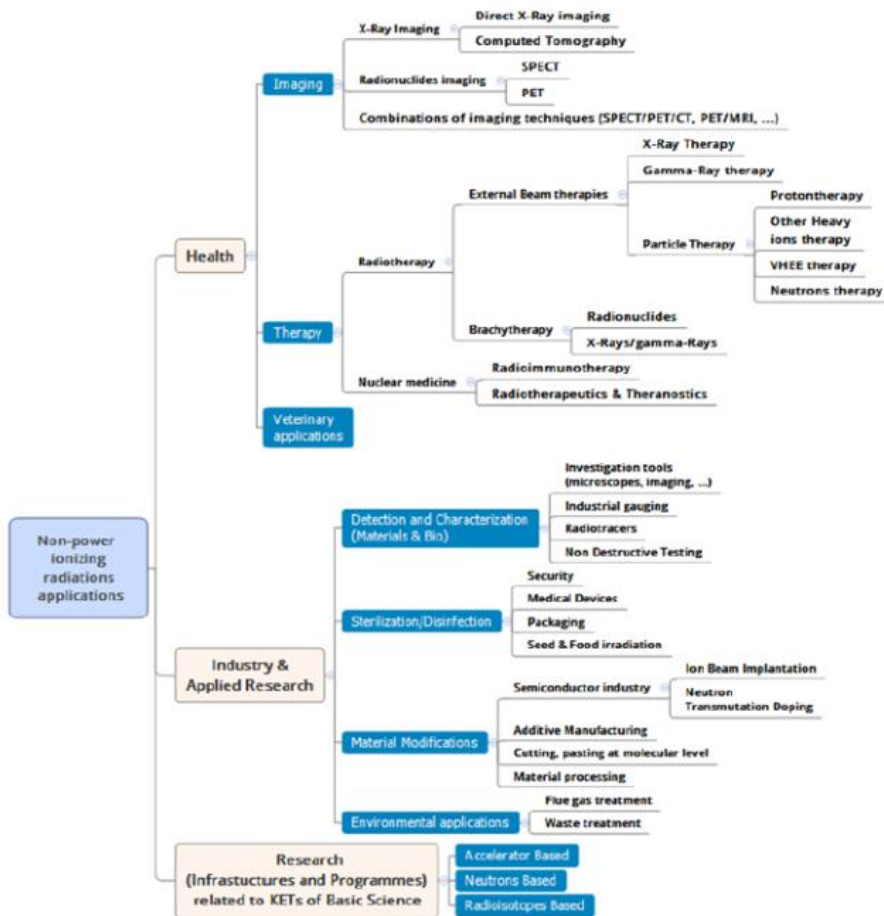 Non-power
ionizing
radiations
applications
Health
Imaging
X-Ray Imaging
Direct X-Ray imaging
Computed Tomography
Radionuclides imaging
SPECT
PET
Combinations of imaging techniques (SPECT/PET/CT, PET/MRI, ...)
Therapy
Radiotherapy
External Beam therapies
X-Ray Therapy
Gamma-Ray therapy
Particle Therapy
Protontherapy
Other Heavy
ions therapy
VHEE therapy
Neutrons therapy
Brachytherapy
Radionuclides
X-Rays/gamma-Rays
Nuclear medicine
Radioimmunotherapy
Radiotherapeutics & Theranostics
Veterinary
applications
Industry &
Applied Research
Detection and Characterization
(Materials & Bio)
Investigation tools
(microscopes, imaging, ...)
Industrial gauging
Radiotracers
Non Destructive Testing
Sterilization/Disinfection
Security
Medical Devices
Packaging
Seed & Food irradiation
Material Modifications
Semiconductor industry
Ion Beam Implantation
Neutron
Transmutation Doping
Additive Manufacturing
Cutting, pasting at molecular level
Material processing
Environmental applications
Flue gas treatment
Waste treatment
Research
(Infrastuctures and Programmes)
related to KETs of Basic Science
Accelerator Based
Neutrons Based
Radioisotopes Based